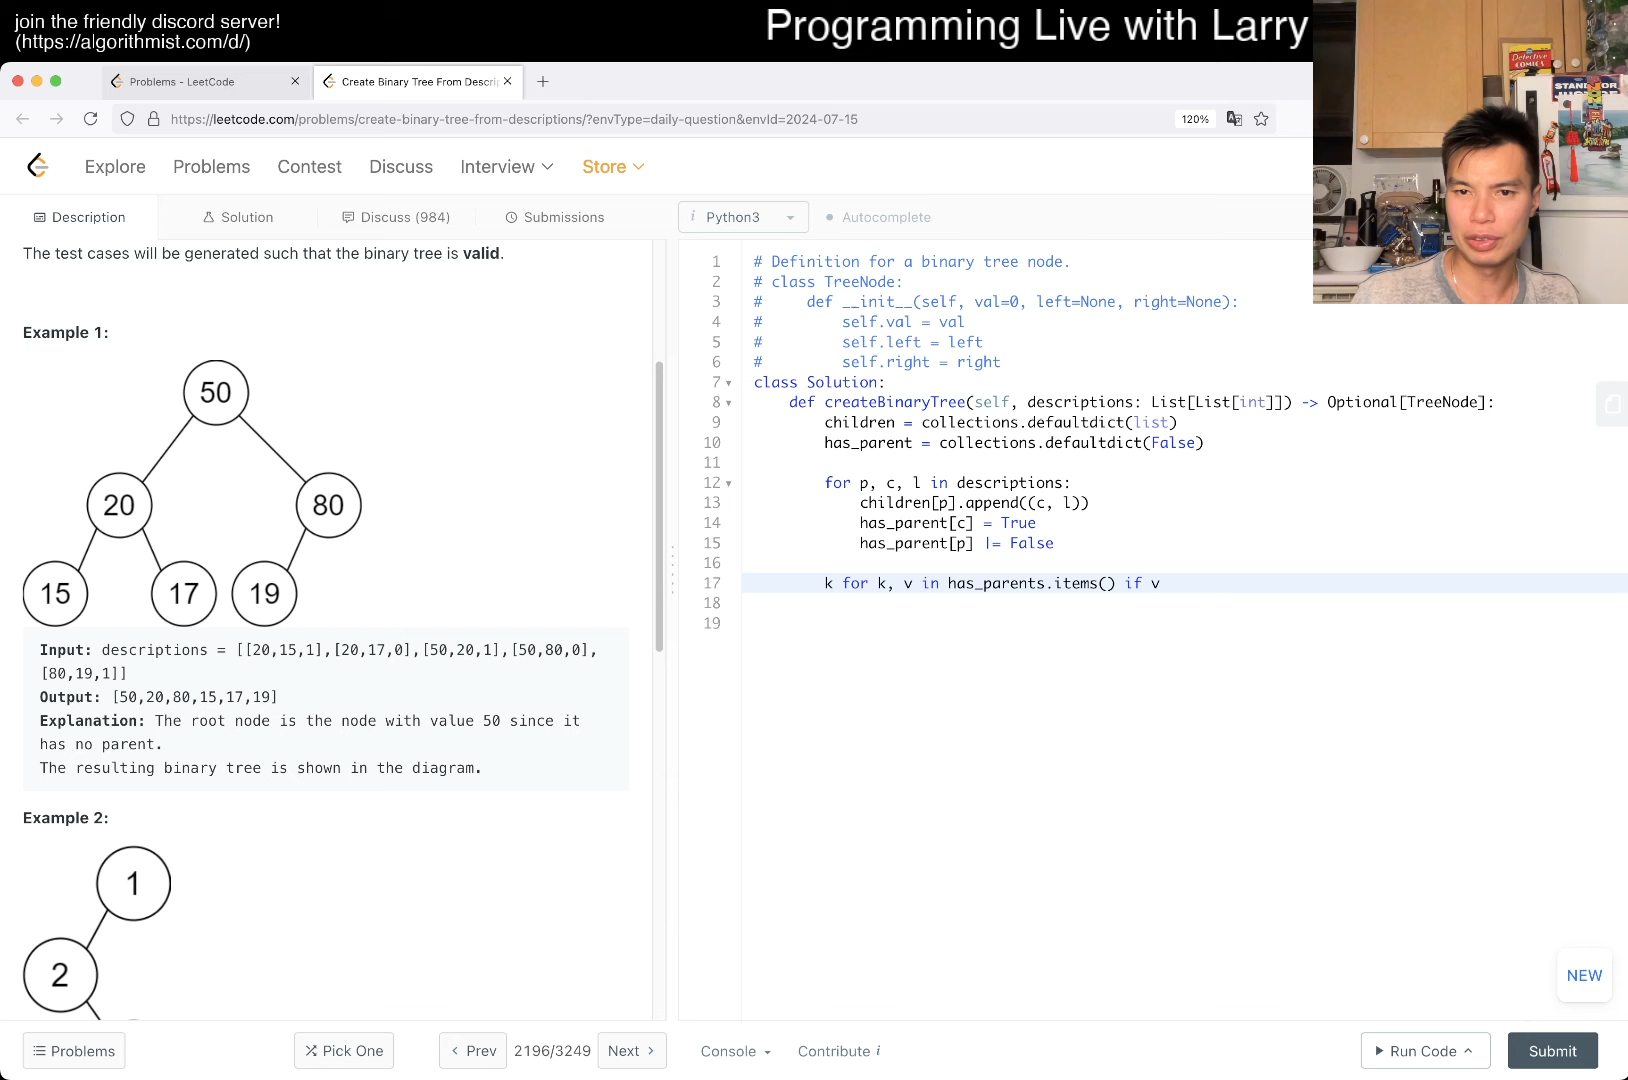 join the friendly discord server!
(https://algorithmist.com/d/)
Programming Live with Larry
Problems - LeetCode
Create Binary Tree From Descri
https://leetcode.com/problems/create-binary-tree-from-descriptions/?envType=daily-question&envId=2024-07-15
120%
Explore
Problems
Contest
Discuss
Interview
Store
Description
Solution
Discuss (984)
Submissions
i Python3
Autocomplete
The test cases will be generated such that the binary tree is valid.
Example 1:
50
20
80
15
17
19
Input: descriptions = [[20,15,1],[20,17,0],[50,20,1],[50,80,0],
[80,19,1]]
Output: [50,20,80,15,17,19]
Explanation: The root node is the node with value 50 since it
has no parent.
The resulting binary tree is shown in the diagram.
Example 2:
1
2
1 # Definition for a binary tree node.
2 # class TreeNode:
3 #     def __init__(self, val=0, left=None, right=None):
4 #         self.val = val
5 #         self.left = left
6 #         self.right = right
7 class Solution:
8     def createBinaryTree(self, descriptions: List[List[int]]) -> Optional[TreeNode]:
9         children = collections.defaultdict(list)
10         has_parent = collections.defaultdict(False)
11
12         for p, c, l in descriptions:
13             children[p].append((c, l))
14             has_parent[c] = True
15             has_parent[p] |= False
16
17         k for k, v in has_parents.items() if v
18
19
NEW
Problems
Pick One
Prev
2196/3249
Next
Console
Contribute i
Run Code
Submit
Detective
COMICS